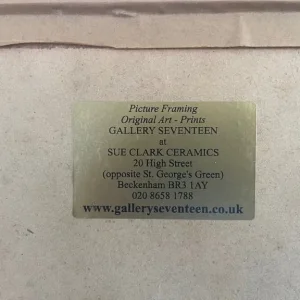 Picture Framing
Original Art - Prints
GALLERY SEVENTEEN
at
SUE CLARK CERAMICS
20 High Street
(opposite St. George's Green)
Beckenham BR3 1AY
020 8658 1788
www.galleryseventeen.co.uk